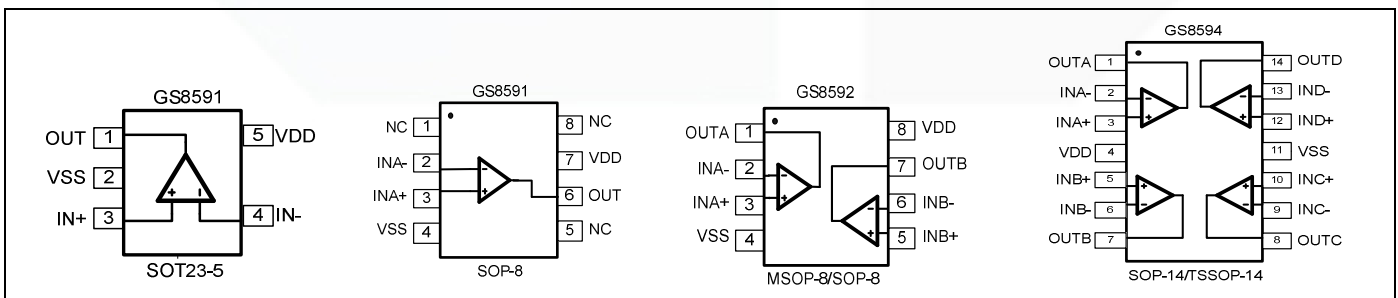 GS8591
OUT 1 5 VDD
VSS 2
IN+ 3 4 IN-
+ -
SOT23-5
GS8591
NC 1 8 NC
INA- 2 - 7 VDD
INA+ 3 + 6 OUT
VSS 4 5 NC
SOP-8
GS8592
OUTA 1 8 VDD
INA- 2 - 7 OUTB
INA+ 3 + - 6 INB-
VSS 4 + 5 INB+
MSOP-8/SOP-8
GS8594
OUTA 1 14 OUTD
INA- 2 - - 13 IND-
INA+ 3 + + 12 IND+
VDD 4 11 VSS
INB+ 5 + + 10 INC+
INB- 6 - - 9 INC-
OUTB 7 8 OUTC
SOP-14/TSSOP-14